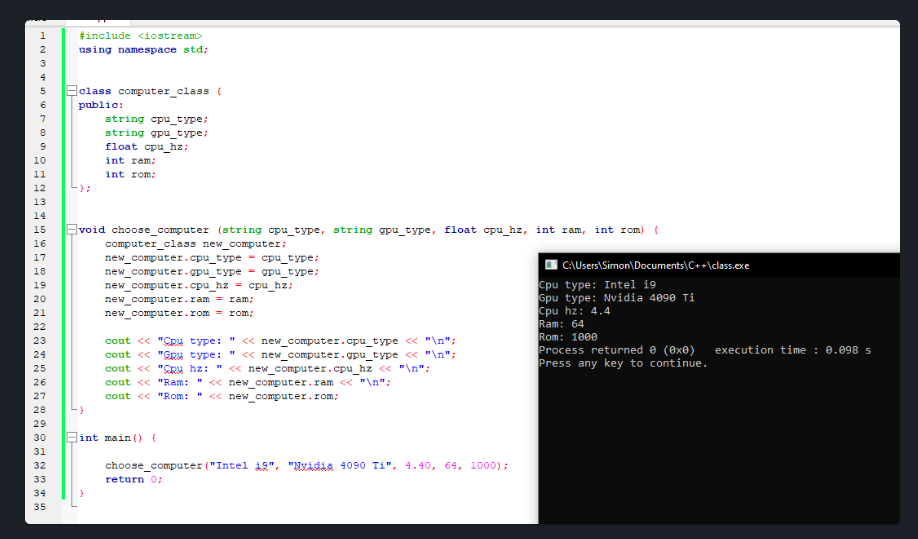 1 #include <iostream>
2 using namespace std;
3
4
5 class computer_class {
6 public:
7 string cpu_type;
8 string gpu_type;
9 float cpu_hz;
10 int ram;
11 int rom;
12 };
13
14
15 void choose_computer (string cpu_type, string gpu_type, float cpu_hz, int ram, int rom) {
16 computer_class new_computer;
17 new_computer.cpu_type = cpu_type;
18 new_computer.gpu_type = gpu_type;
19 new_computer.cpu_hz = cpu_hz;
20 new_computer.ram = ram;
21 new_computer.rom = rom;
22
23 cout << "Cpu type: " << new_computer.cpu_type << "\n";
24 cout << "Gpu type: " << new_computer.gpu_type << "\n";
25 cout << "Cpu hz: " << new_computer.cpu_hz << "\n";
26 cout << "Ram: " << new_computer.ram << "\n";
27 cout << "Rom: " << new_computer.rom;
28 }
29
30 int main() {
31
32 choose_computer("Intel i9", "Nvidia 4090 Ti", 4.40, 64, 1000);
33 return 0;
34 }
35
C:\Users\Simon\Documents\C++\class.exe
Cpu type: Intel i9
Gpu type: Nvidia 4090 Ti
Cpu hz: 4.4
Ram: 64
Rom: 1000
Process returned 0 (0x0) execution time : 0.098 s
Press any key to continue.